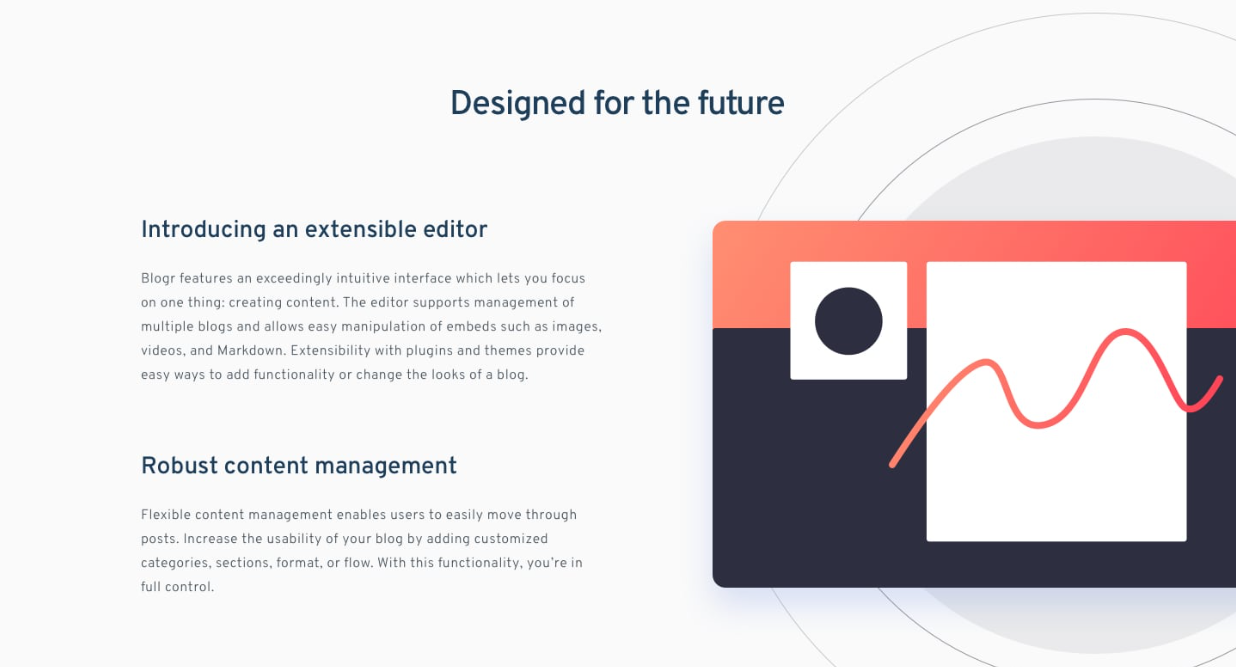 Designed for the future
Introducing an extensible editor
Blogr features an exceedingly intuitive interface which lets you focus
on one thing: creating content. The editor supports management of
multiple blogs and allows easy manipulation of embeds such as images,
videos, and Markdown. Extensibility with plugins and themes provide
easy ways to add functionality or change the looks of a blog.
Robust content management
Flexible content management enables users to easily move through
posts. Increase the usability of your blog by adding customized
categories, sections, format, or flow. With this functionality, you’re in
full control.